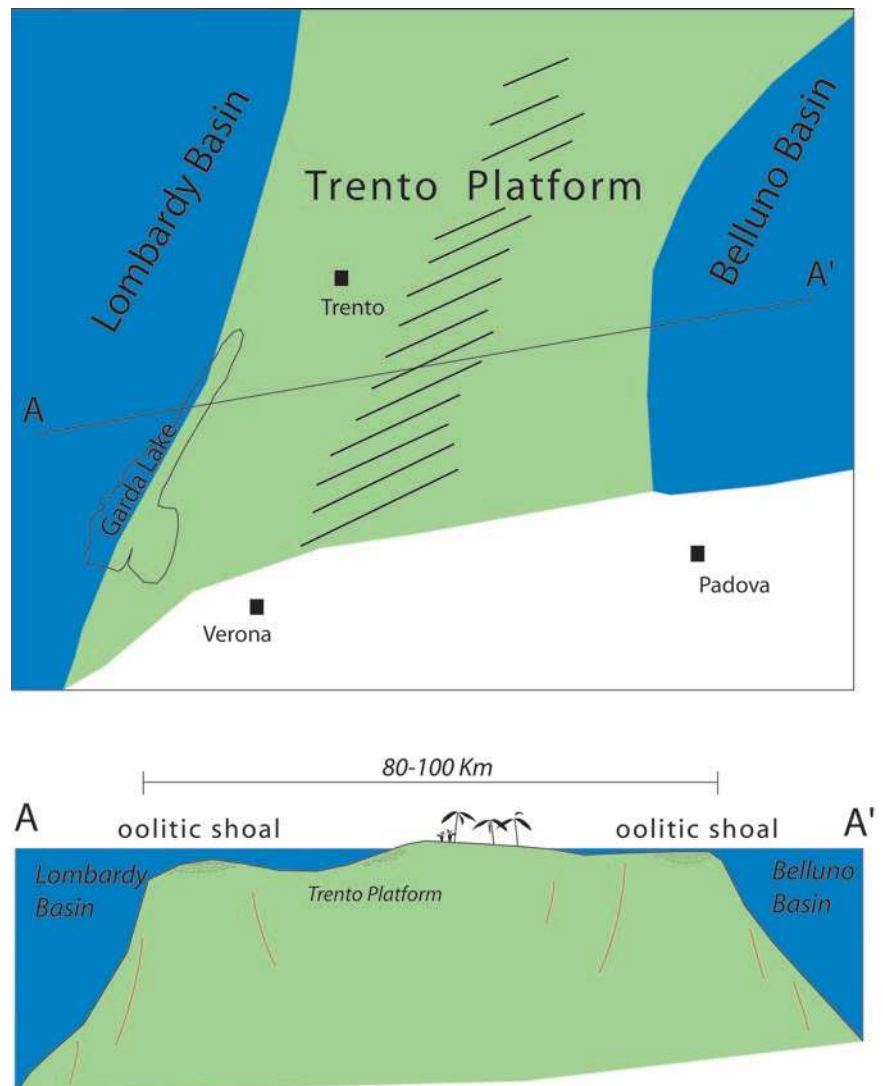 Lombardy Basin
Trento Platform
Belluno Basin
A'
Trento
A
Garda Lake
Padova
Verona
80-100 Km
A
oolitic shoal
oolitic shoal
A'
Lombardy
Basin
Trento Platform
Belluno
Basin